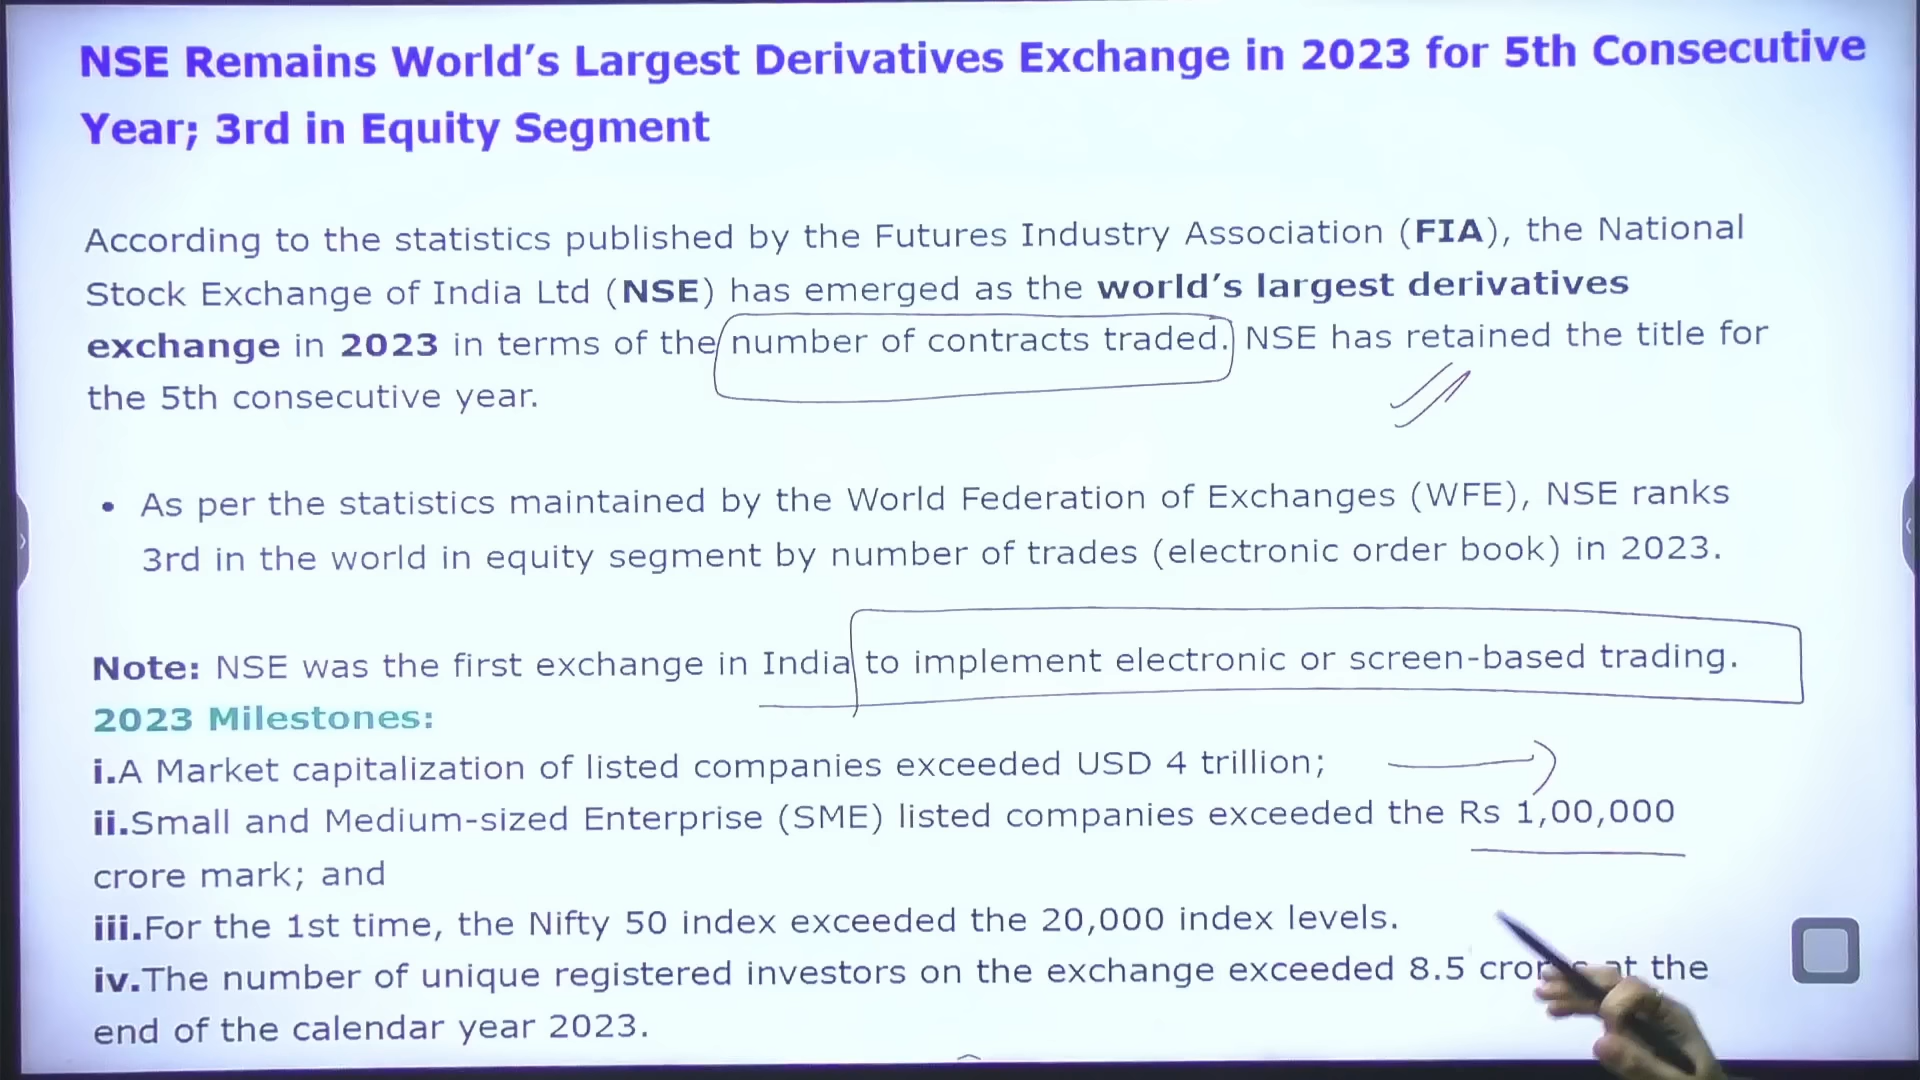 NSE Remains World's Largest Derivatives Exchange in 2023 for 5th Consecutive
Year; 3rd in Equity Segment
According to the statistics published by the Futures Industry Association (FIA), the National
Stock Exchange of India Ltd (NSE) has emerged as the world's largest derivatives
exchange in 2023 in terms of the number of contracts traded. NSE has retained the title for
the 5th consecutive year.
• As per the statistics maintained by the World Federation of Exchanges (WFE), NSE ranks
3rd in the world in equity segment by number of trades (electronic order book) in 2023.
Note: NSE was the first exchange in India to implement electronic or screen-based trading.
2023 Milestones:
i.A Market capitalization of listed companies exceeded USD 4 trillion;
ii.Small and Medium-sized Enterprise (SME) listed companies exceeded the Rs 1,00,000
crore mark; and
iii.For the 1st time, the Nifty 50 index exceeded the 20,000 index levels.
iv.The number of unique registered investors on the exchange exceeded 8.5 at the
end of the calendar year 2023.